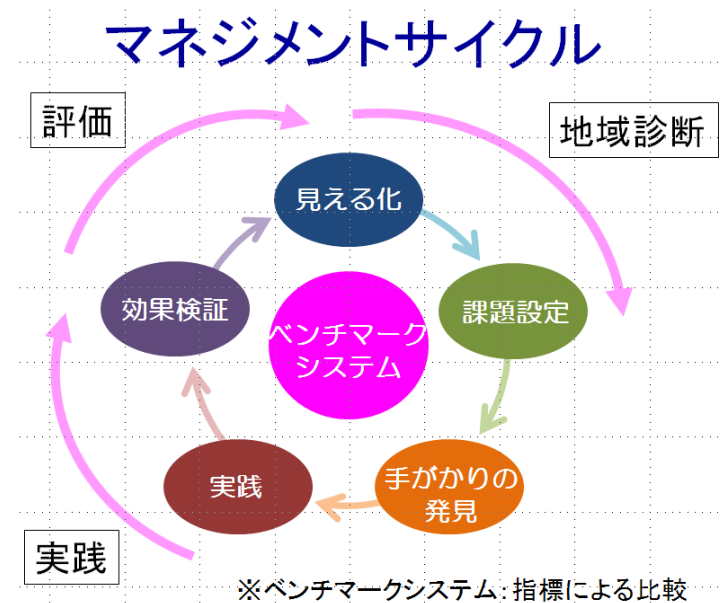 マネジメントサイクル
評価
地域診断
見える化
効果検証
課題設定
ベンチマーク
システム
実践
手がかりの
発見
実践
※ベンチマークシステム：指標による比較